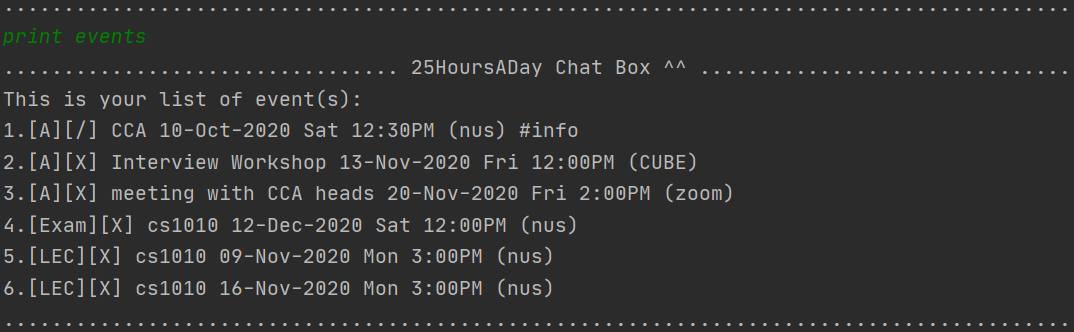 ..........................................................................................
print events
................................. 25HoursADay Chat Box ^^ ...............................
This is your list of event(s):
1.[A][/] CCA 10-Oct-2020 Sat 12:30PM (nus) #info
2.[A][X] Interview Workshop 13-Nov-2020 Fri 12:00PM (CUBE)
3.[A][X] meeting with CCA heads 20-Nov-2020 Fri 2:00PM (zoom)
4.[Exam][X] cs1010 12-Dec-2020 Sat 12:00PM (nus)
5.[LEC][X] cs1010 09-Nov-2020 Mon 3:00PM (nus)
6.[LEC][X] cs1010 16-Nov-2020 Mon 3:00PM (nus)
..........................................................................................